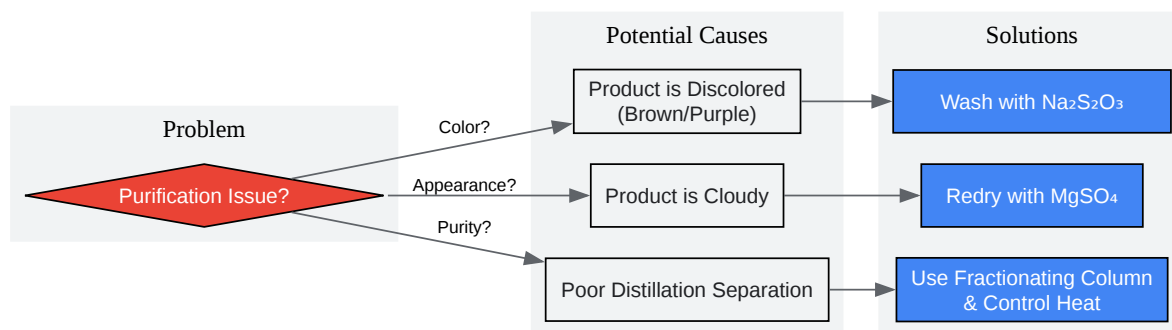 Problem
Purification Issue?
Color?
Appearance?
Purity?
Potential Causes
Product is Discolored
(Brown/Purple)
Product is Cloudy
Poor Distillation Separation
Solutions
Wash with Na₂S₂O₃
Redry with MgSO₄
Use Fractionating Column
& Control Heat